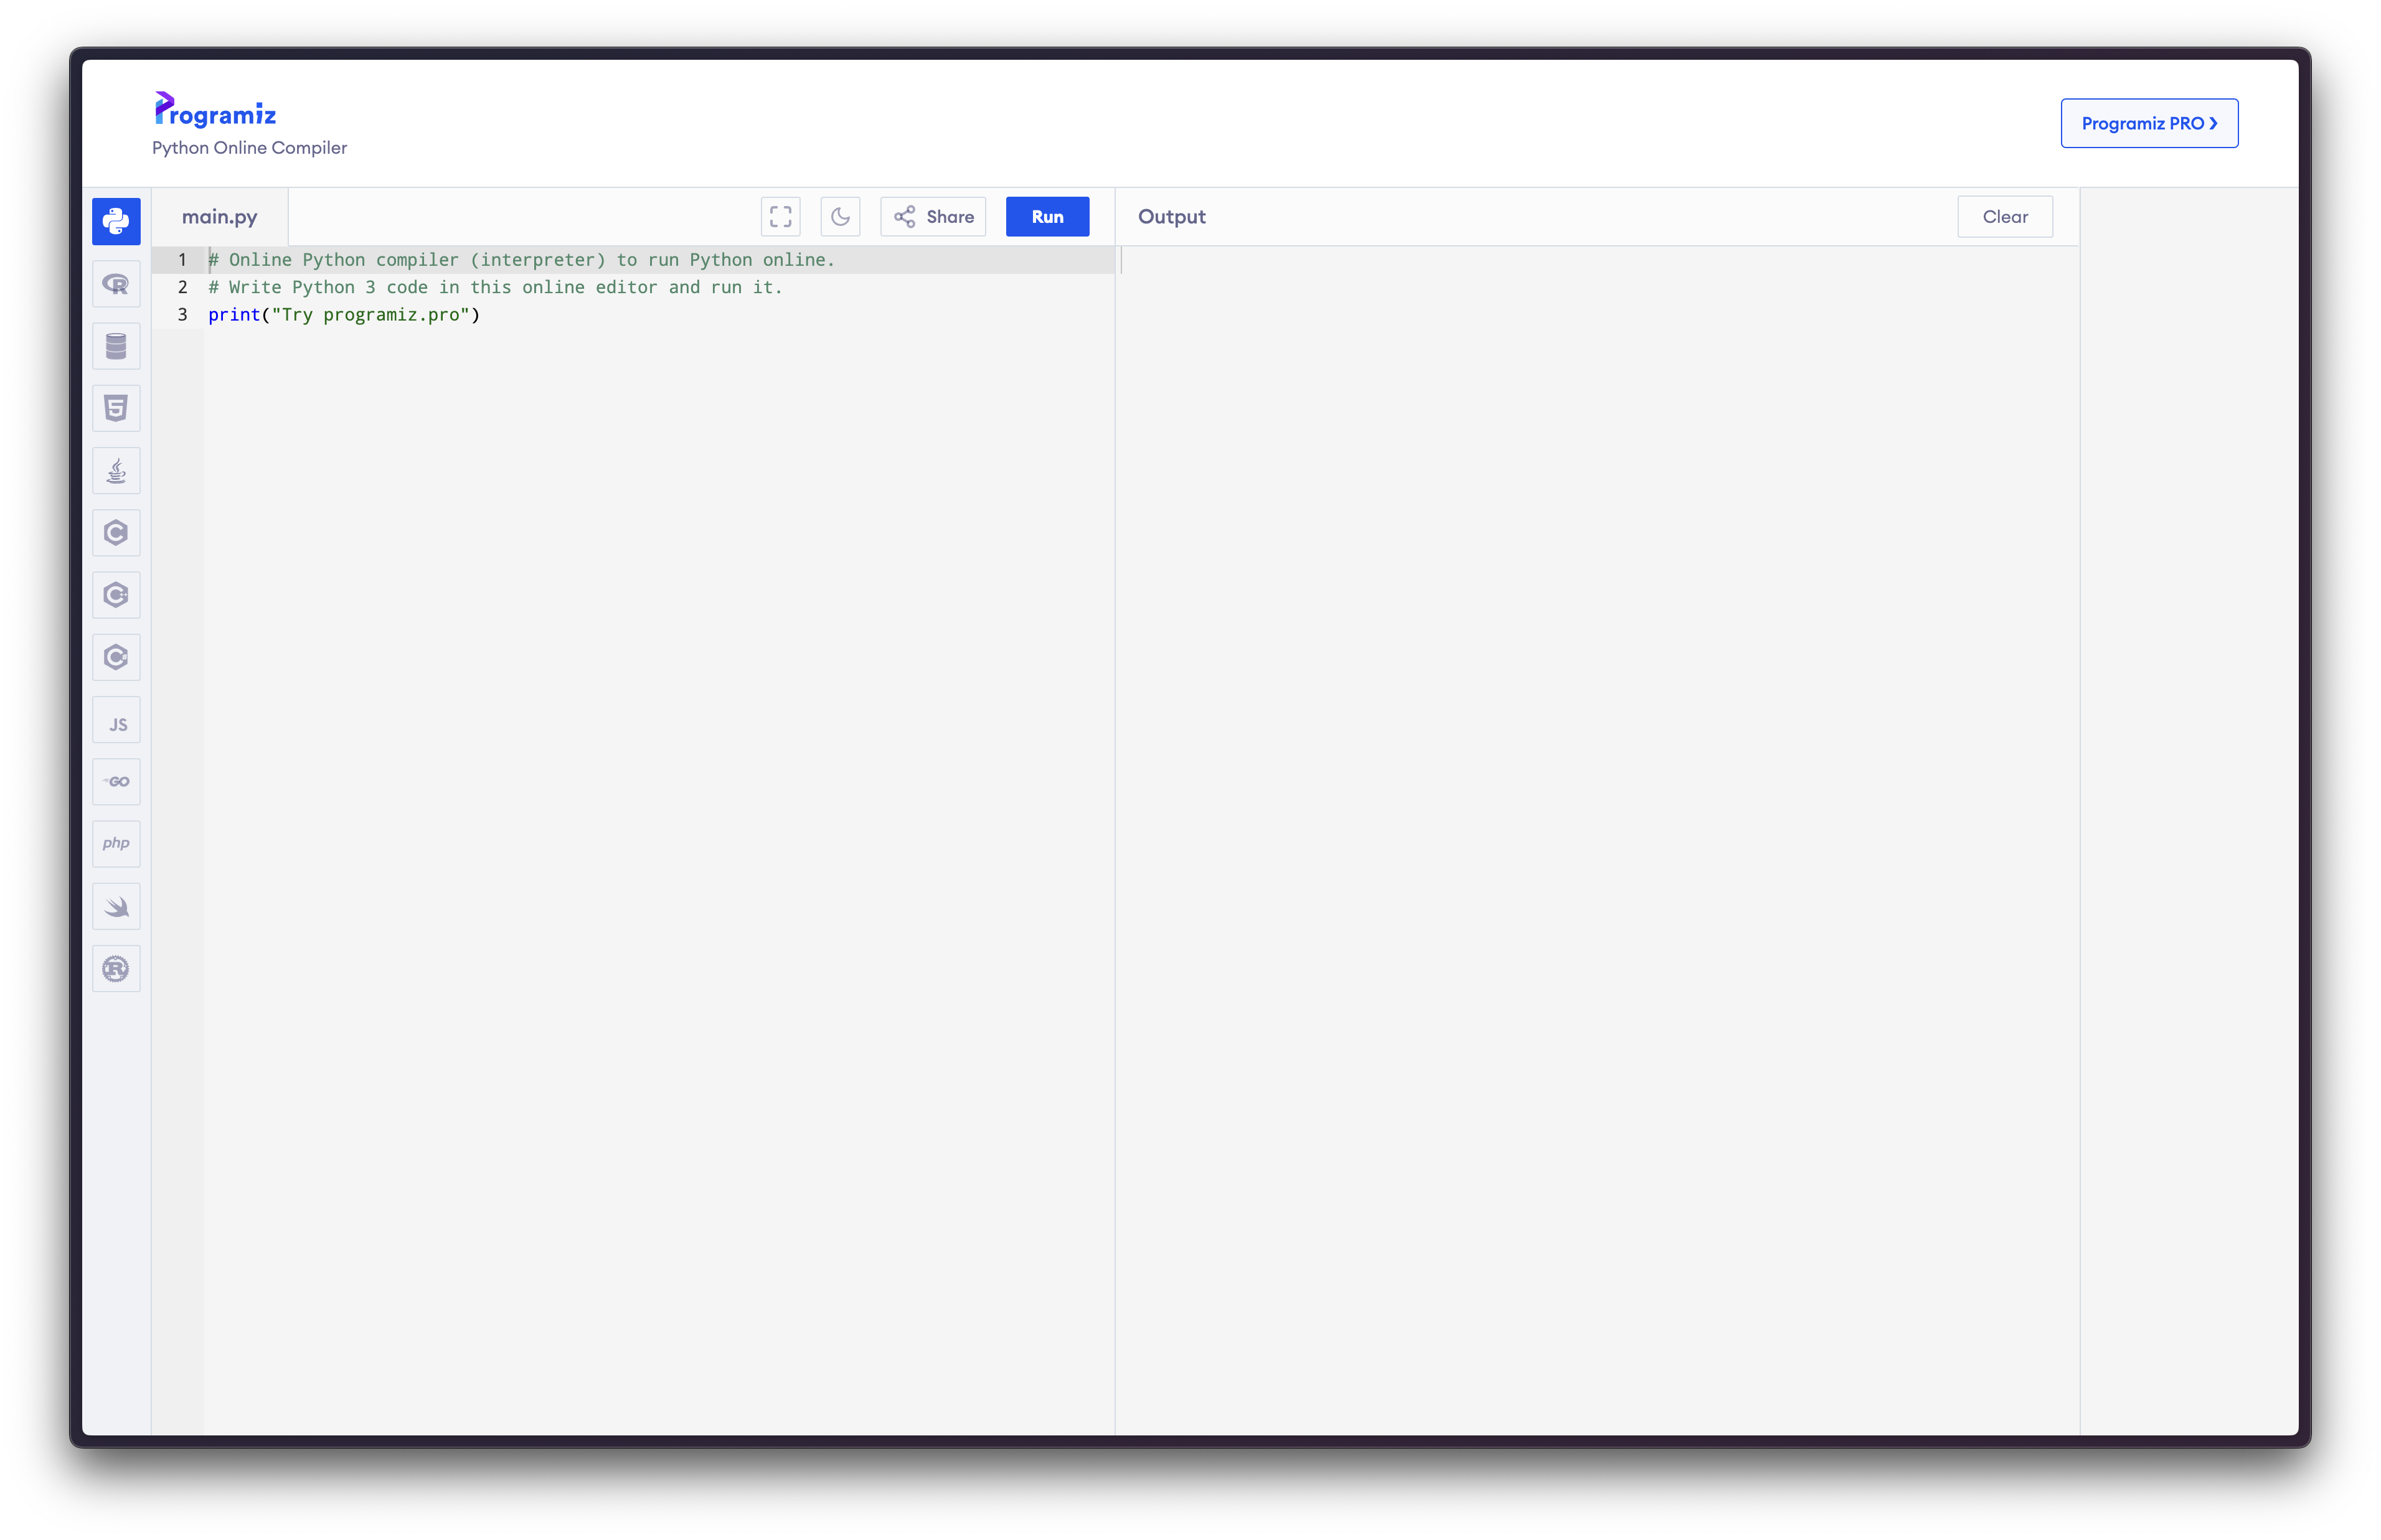 Programiz
Python Online Compiler
Programiz PRO ❯
main.py
Share
Run
Output
Clear
1 # Online Python compiler (interpreter) to run Python online.
2 # Write Python 3 code in this online editor and run it.
3 print("Try programiz.pro")
R
5
C
C++
C#
JS
GO
php
R